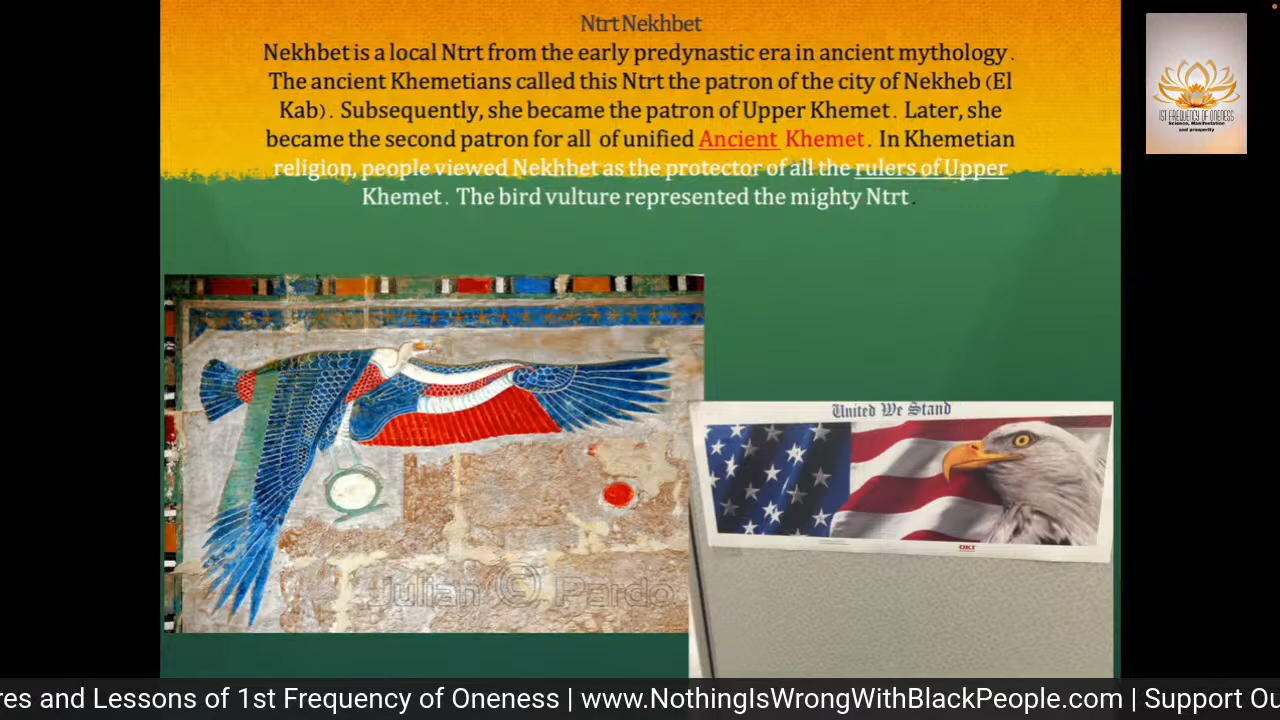 Ntrt Nekhbet
Nekhbet is a local Ntrt from the early predynastic era in ancient mythology.
The ancient Khemetians called this Ntrt the patron of the city of Nekheb (El
Kab). Subsequently, she became the patron of Upper Khemet. Later, she
became the second patron for all of unified Ancient Khemet. In Khemetian
religion, people viewed Nekhbet as the protector of all the rulers of Upper
Khemet. The bird vulture represented the mighty Ntrt.
1ST FREQUENCY OF ONENESS
Science, Manifestation
and prosperity
United We Stand
OKI
Julian © Pardo
res and Lessons of 1st Frequency of Oneness | www.NothingIsWrongWithBlackPeople.com | Support Ou